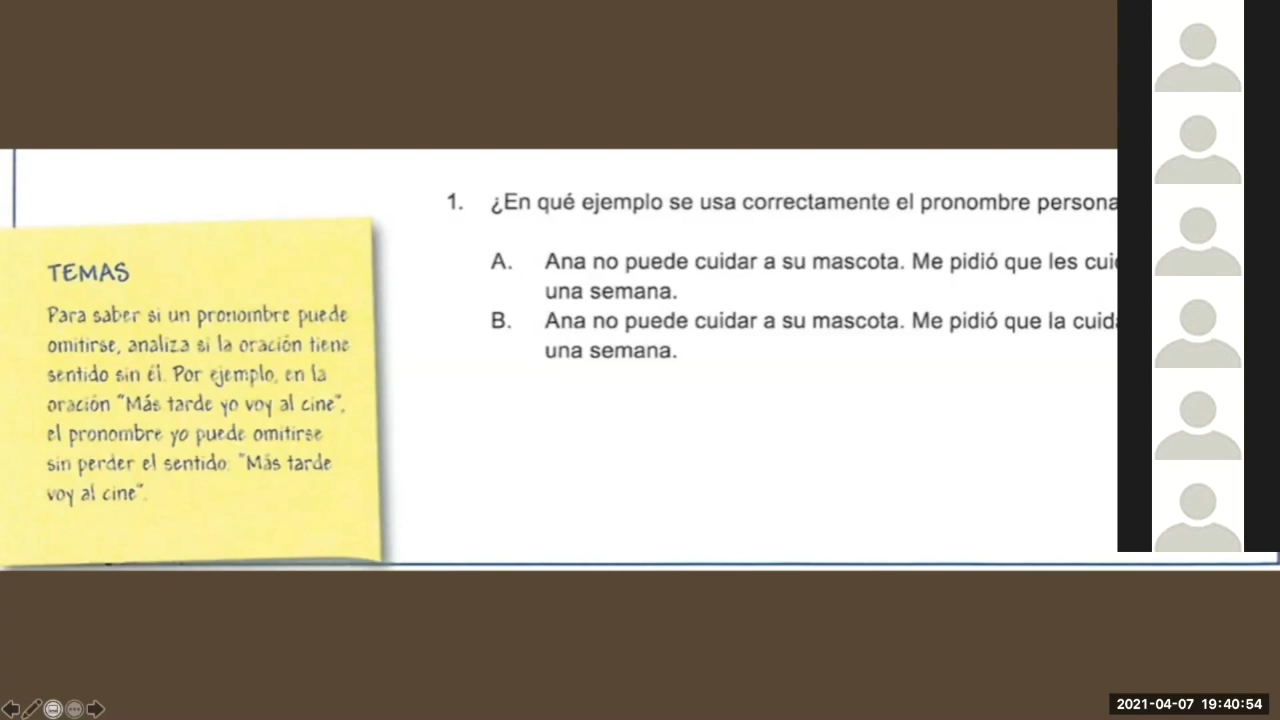 TEMAS
Para saber si un pronombre puede
omitirse, analiza si la oración tiene
sentido sin él. Por ejemplo, en la
oración "Más tarde yo voy al cine",
el pronombre yo puede omitirse
sin perder el sentido: "Más tarde
voy al cine".
1. ¿En qué ejemplo se usa correctamente el pronombre persona
A. Ana no puede cuidar a su mascota. Me pidió que les
una semana.
B. Ana no puede cuidar a su mascota. Me pidió que la
una semana.
2021-04-07 19:40:54